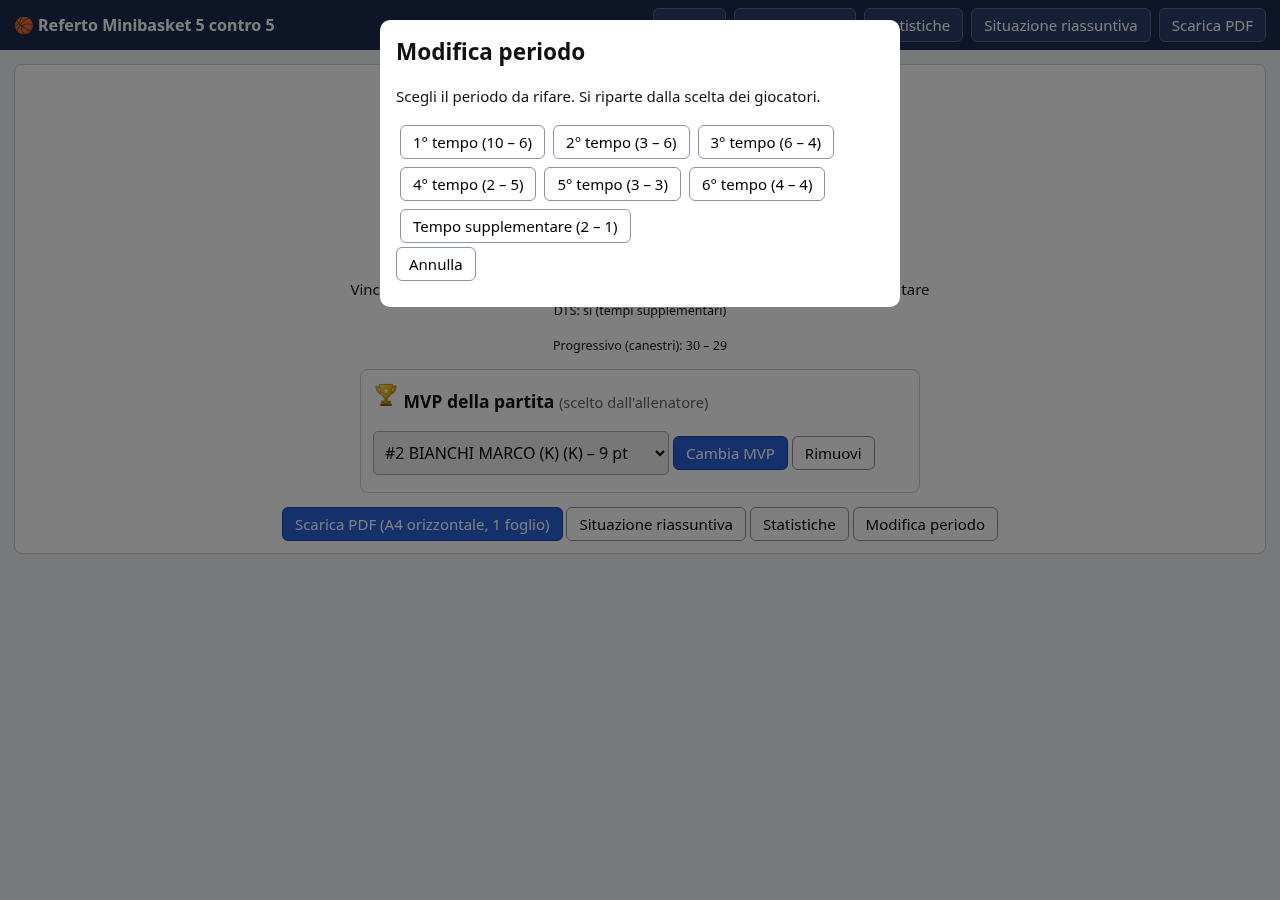 Referto Minibasket 5 contro 5
Situazione riassuntiva
Scarica PDF
Modifica periodo
Scegli il periodo da rifare. Si riparte dalla scelta dei giocatori.
1° tempo (10 – 6) 2° tempo (3 – 6) 3° tempo (6 – 4)
4° tempo (2 – 5) 5° tempo (3 – 3) 6° tempo (4 – 4)
Tempo supplementare (2 – 1)
Annulla
DTS: sì (tempi supplementari)
Progressivo (canestri): 30 – 29
MVP della partita (scelto dall'allenatore)
#2 BIANCHI MARCO (K) (K) – 9 pt Cambia MVP Rimuovi
Scarica PDF (A4 orizzontale, 1 foglio) Situazione riassuntiva Statistiche Modifica periodo